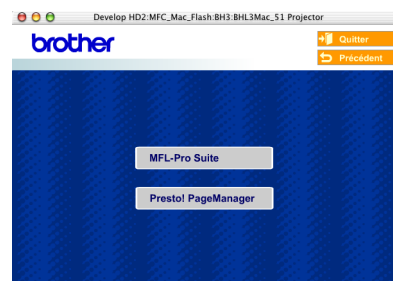 Develop HD2:MFC_Mac_Flash:BH3:BHL3Mac_51 Projector
brother
Quitter
Précédent
MFL-Pro Suite
Presto! PageManager